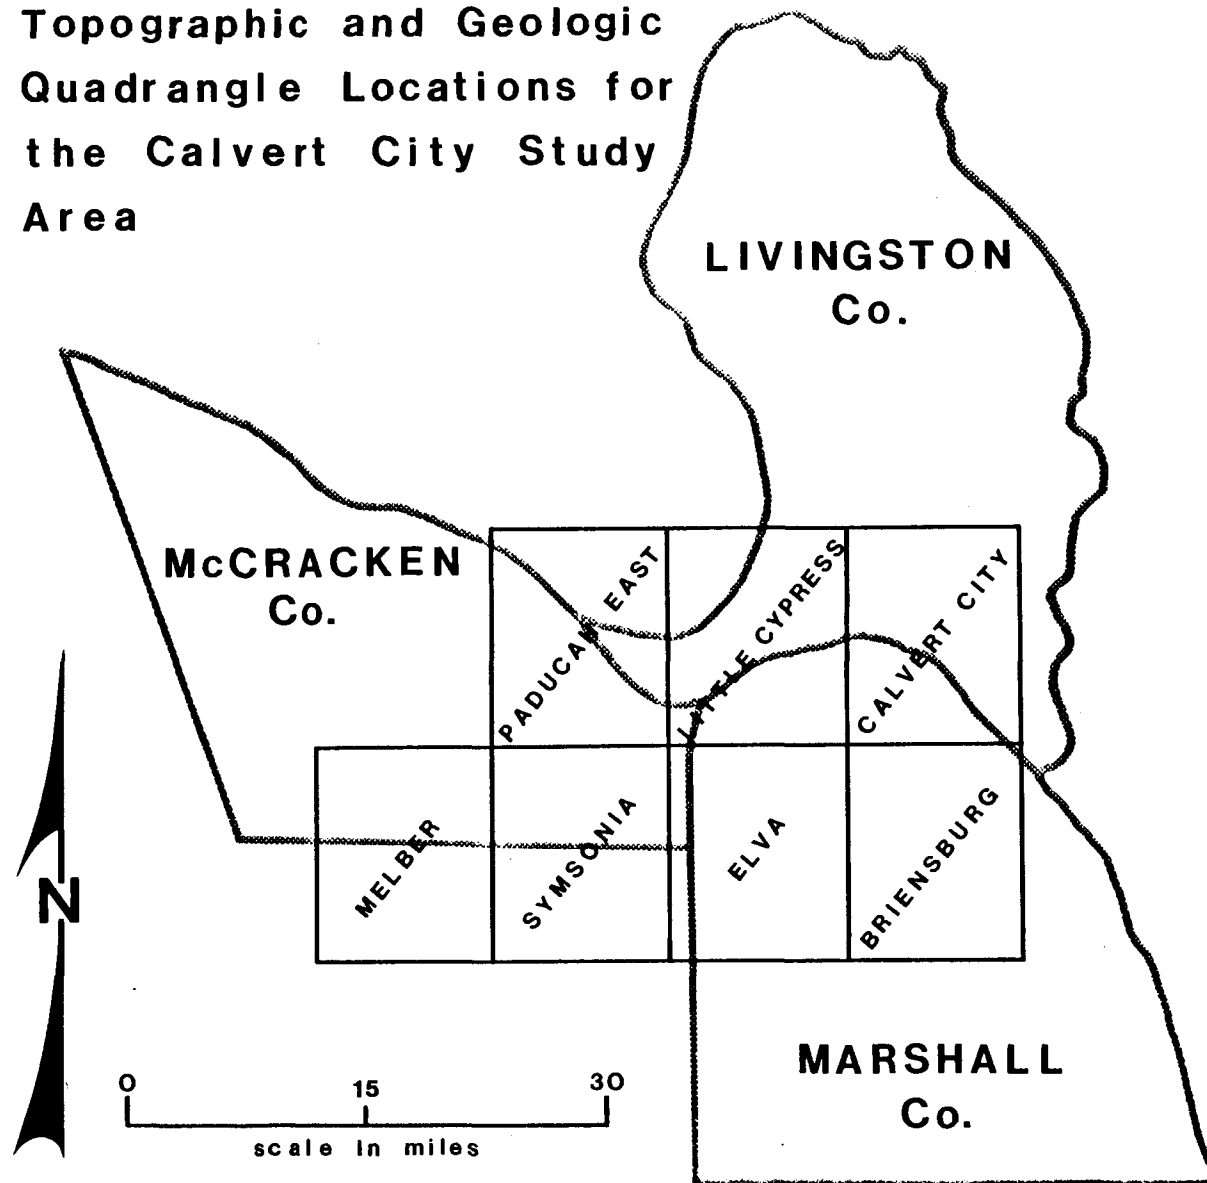 Topographic and Geologic
Quadrangle Locations for
the Calvert City Study
Area
LIVINGSTON
Co.
McCRACKEN
Co.
PADUCAH EAST
LITTLE CYPRESS
CALVERT CITY
MELBER
SYMSONIA
ELVA
BRIENSBURG
N
MARSHALL
Co.
0 15 30
scale in miles